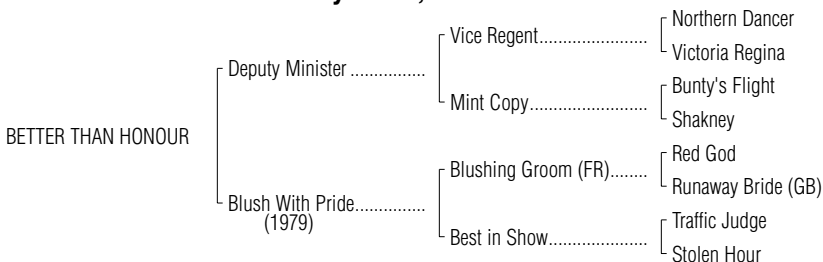 Northern Dancer
Vice Regent....................
Victoria Regina
Deputy Minister ................
Bunty's Flight
Mint Copy......................
Shakney
BETTER THAN HONOUR
Red God
Blushing Groom (FR).......
Runaway Bride (GB)
Blush With Pride...............
(1979)
Traffic Judge
Best in Show...................
Stolen Hour